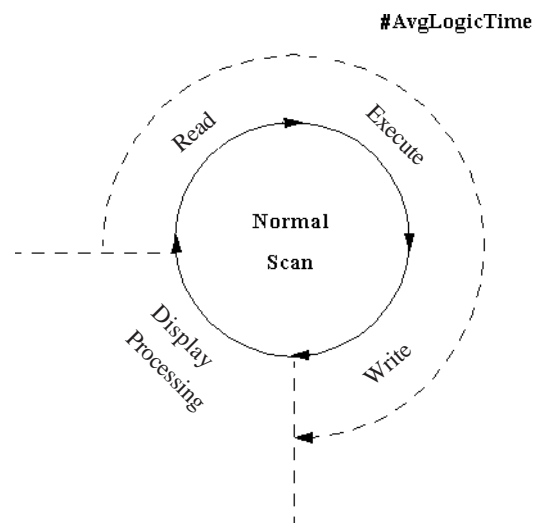 #AvgLogicTime
Read
Execute
Normal
Scan
Display
Processing
Write